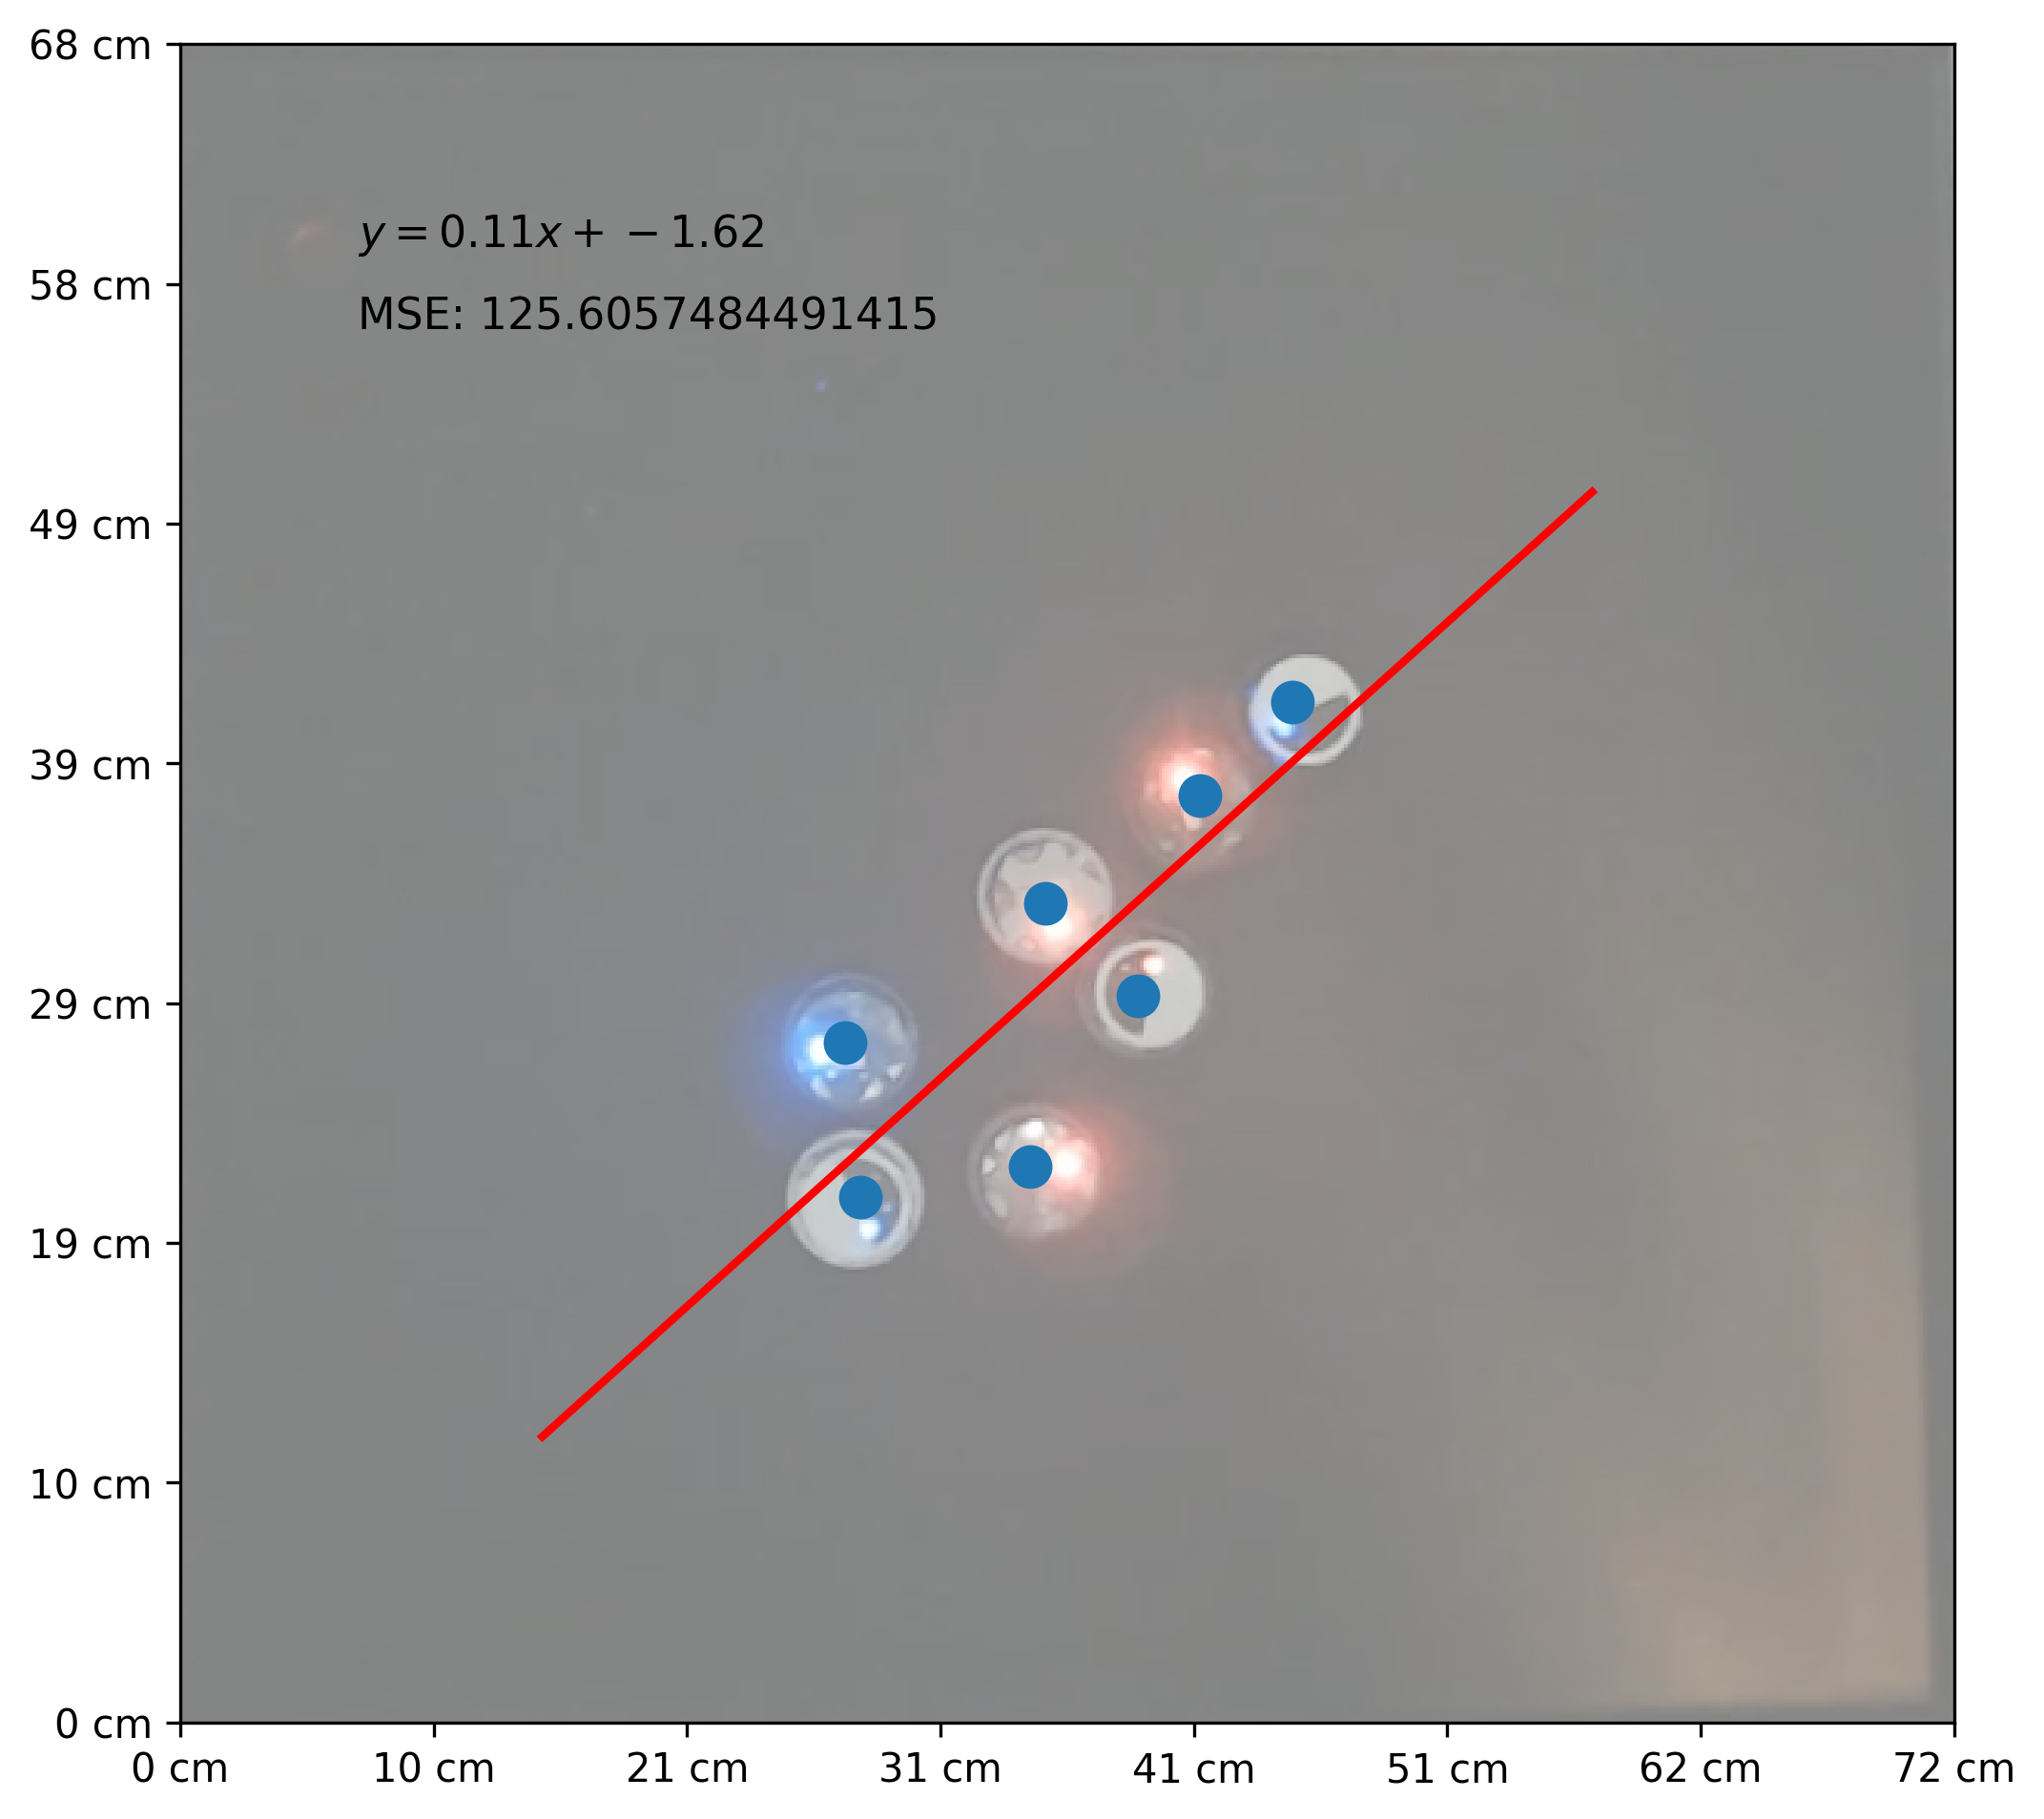 68 cm
58 cm
49 cm
39 cm
29 cm
19 cm
10 cm
0 cm
y = 0.11x + −1.62
MSE: 125.6057484491415
0 cm 10 cm 21 cm 31 cm 41 cm 51 cm 62 cm 72 cm